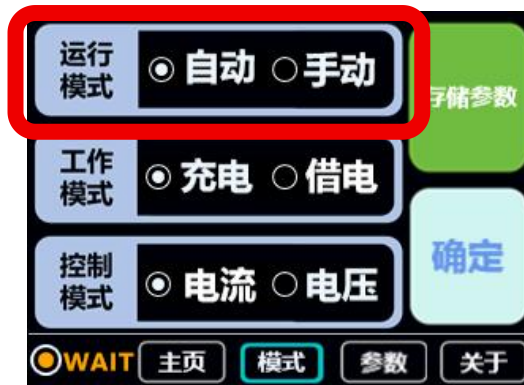 运行
模式
自动 手动
存储参数
工作
模式
充电 借电
确定
控制
模式
电流 电压
WAIT 主页 模式 参数 关于